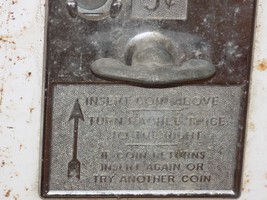 5¢
INSERT COIN ABOVE
TURN HANDLE TWICE
TO THE RIGHT
IF COIN RETURNS
INSERT AGAIN OR
TRY ANOTHER COIN